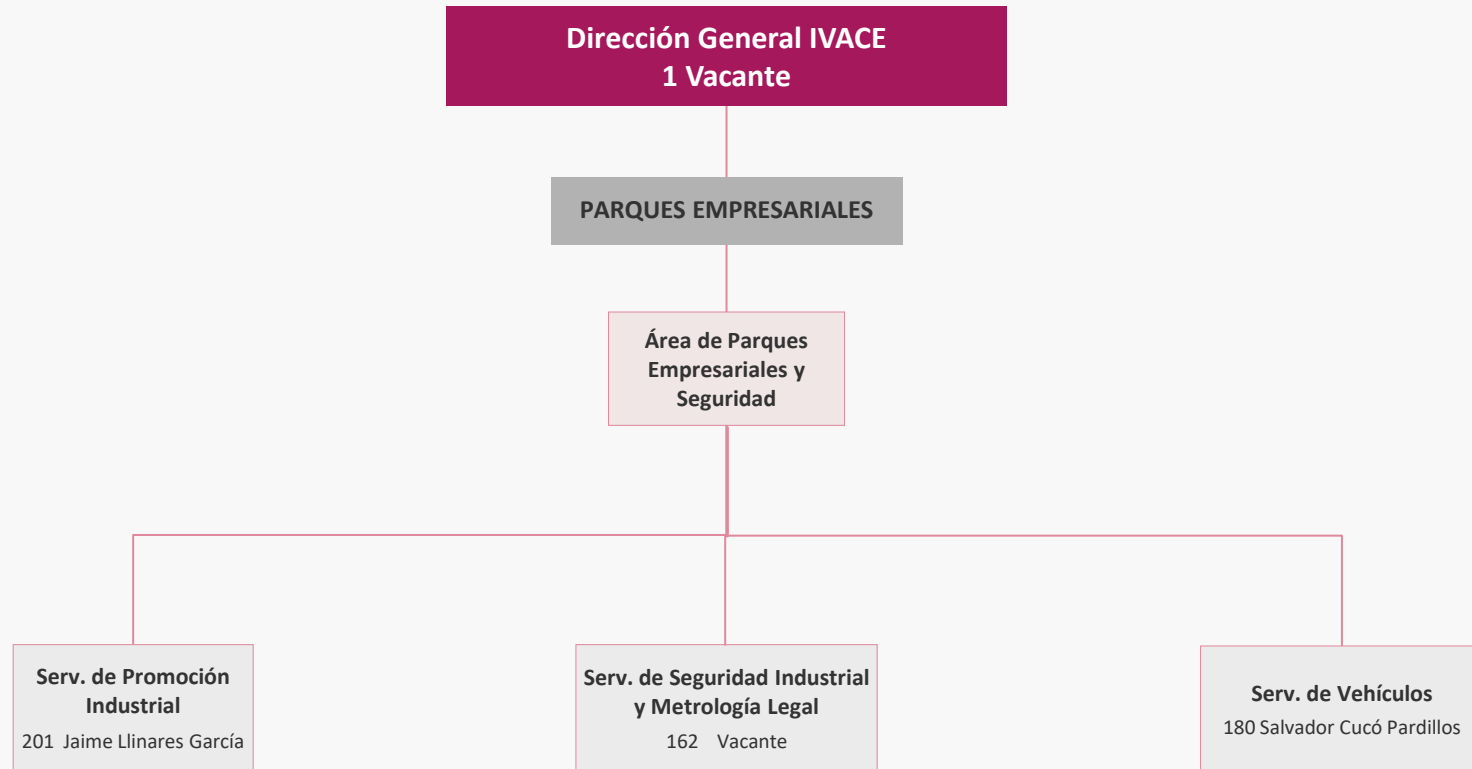 Dirección General IVACE
1 Vacante
PARQUES EMPRESARIALES
Área de Parques
Empresariales y
Seguridad
Serv. de Promoción
Industrial
201 Jaime Llinares García
Serv. de Seguridad Industrial
y Metrología Legal
162 Vacante
Serv. de Vehículos
180 Salvador Cucó Pardillos